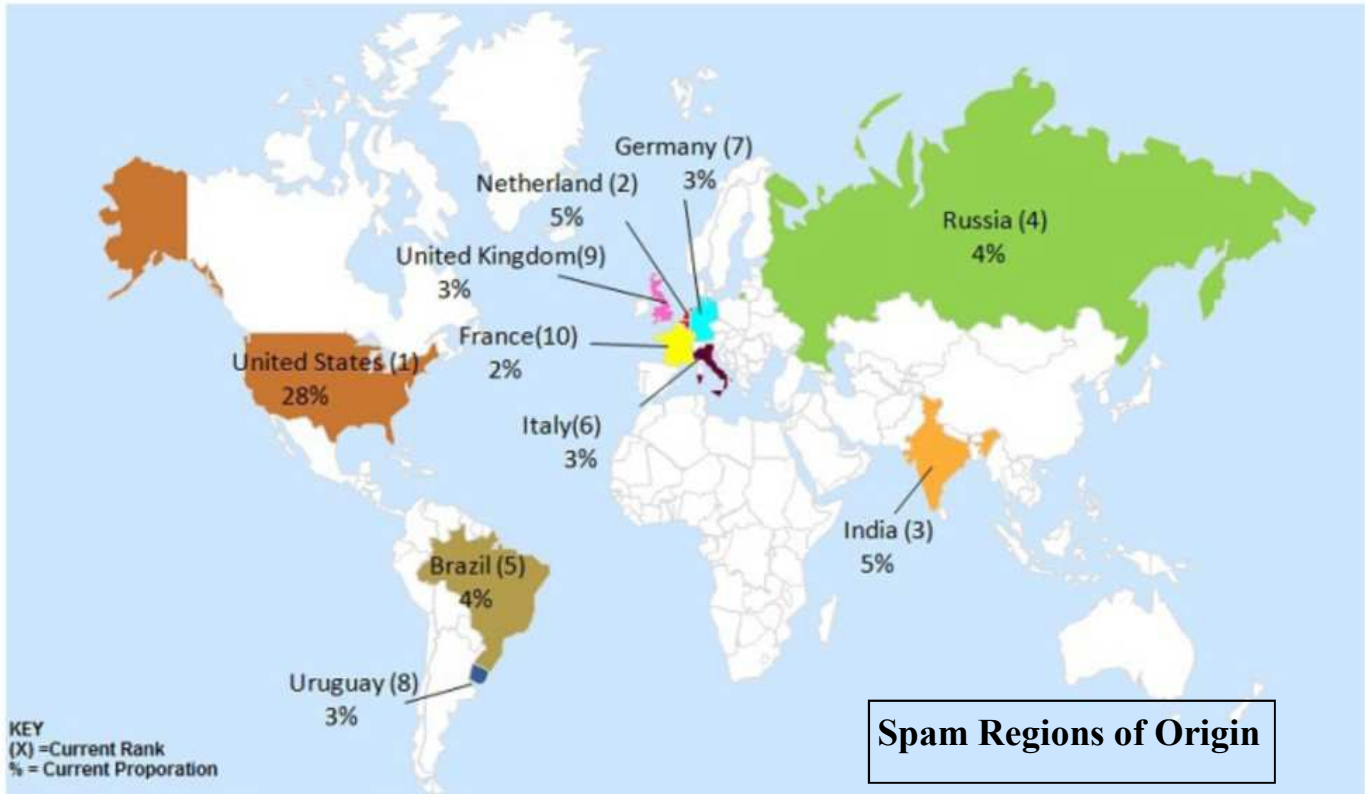 Germany (7)
3%
Netherland (2)
5%
Russia (4)
4%
United Kingdom(9)
3%
France(10)
2%
United States (1)
28%
Italy(6)
3%
India (3)
5%
Brazil (5)
4%
Uruguay (8)
3%
KEY
(X) =Current Rank
% = Current Proporation
Spam Regions of Origin